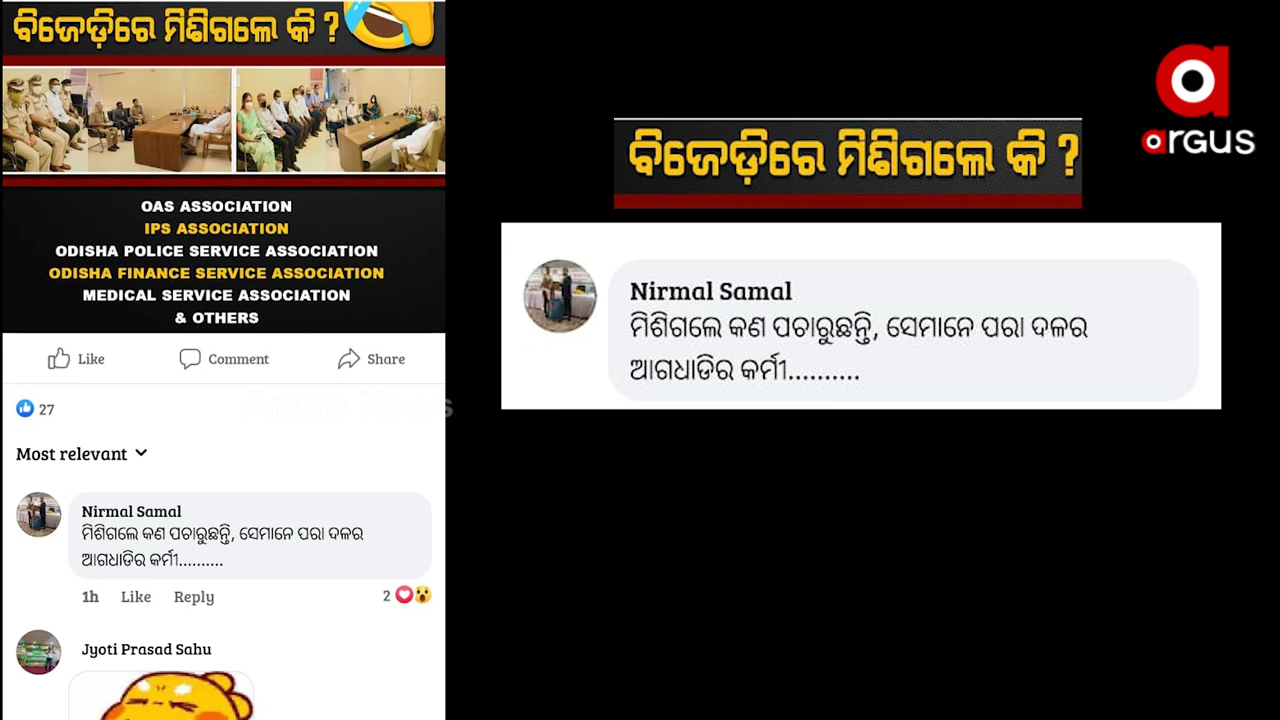 ବିଜେଡ଼ିରେ ମିଶିଗଲେ କି ?
OAS ASSOCIATION
IPS ASSOCIATION
ODISHA POLICE SERVICE ASSOCIATION
ODISHA FINANCE SERVICE ASSOCIATION
MEDICAL SERVICE ASSOCIATION
& OTHERS
Like
Comment
Share
27
Argus News
Most relevant
Nirmal Samal
ମିଶିଗଲେ କଣ ପଚାରୁଛନ୍ତି, ସେମାନେ ପରା ଦଳର
ଆଗଧାଡିର କର୍ମୀ..........
1h Like Reply
2
Jyoti Prasad Sahu
argus
ବିଜେଡ଼ିରେ ମିଶିଗଲେ କି ?
Nirmal Samal
ମିଶିଗଲେ କଣ ପଚାରୁଛନ୍ତି, ସେମାନେ ପରା ଦଳର
ଆଗଧାଡିର କର୍ମୀ..........